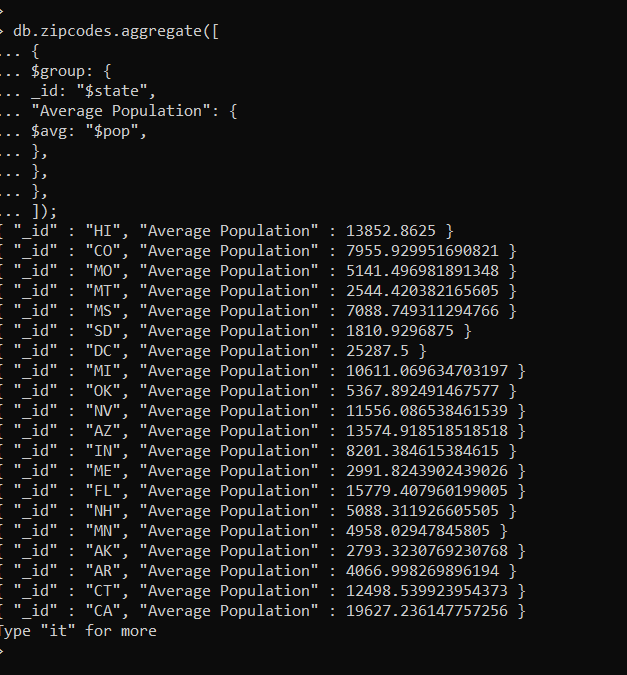 >
> db.zipcodes.aggregate([
... {
... $group: {
... _id: "$state",
... "Average Population": {
... $avg: "$pop",
... },
... },
... },
... ]);
{ "_id" : "HI", "Average Population" : 13852.8625 }
{ "_id" : "CO", "Average Population" : 7955.929951690821 }
{ "_id" : "MO", "Average Population" : 5141.496981891348 }
{ "_id" : "MT", "Average Population" : 2544.420382165605 }
{ "_id" : "MS", "Average Population" : 7088.749311294766 }
{ "_id" : "SD", "Average Population" : 1810.9296875 }
{ "_id" : "DC", "Average Population" : 25287.5 }
{ "_id" : "MI", "Average Population" : 10611.069634703197 }
{ "_id" : "OK", "Average Population" : 5367.892491467577 }
{ "_id" : "NV", "Average Population" : 11556.086538461539 }
{ "_id" : "AZ", "Average Population" : 13574.918518518518 }
{ "_id" : "IN", "Average Population" : 8201.384615384615 }
{ "_id" : "ME", "Average Population" : 2991.8243902439026 }
{ "_id" : "FL", "Average Population" : 15779.407960199005 }
{ "_id" : "NH", "Average Population" : 5088.311926605505 }
{ "_id" : "MN", "Average Population" : 4958.02947845805 }
{ "_id" : "AK", "Average Population" : 2793.3230769230768 }
{ "_id" : "AR", "Average Population" : 4066.998269896194 }
{ "_id" : "CT", "Average Population" : 12498.539923954373 }
{ "_id" : "CA", "Average Population" : 19627.236147757256 }
Type "it" for more
>